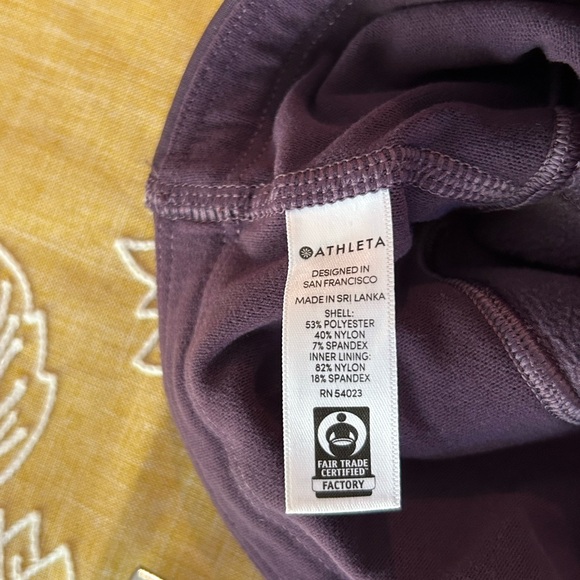 ATHLETA
DESIGNED IN
SAN FRANCISCO
MADE IN SRI LANKA
SHELL:
53% POLYESTER
40% NYLON
7% SPANDEX
INNER LINING:
82% NYLON
18% SPANDEX
RN 54023
FAIR TRADE
CERTIFIED™
FACTORY